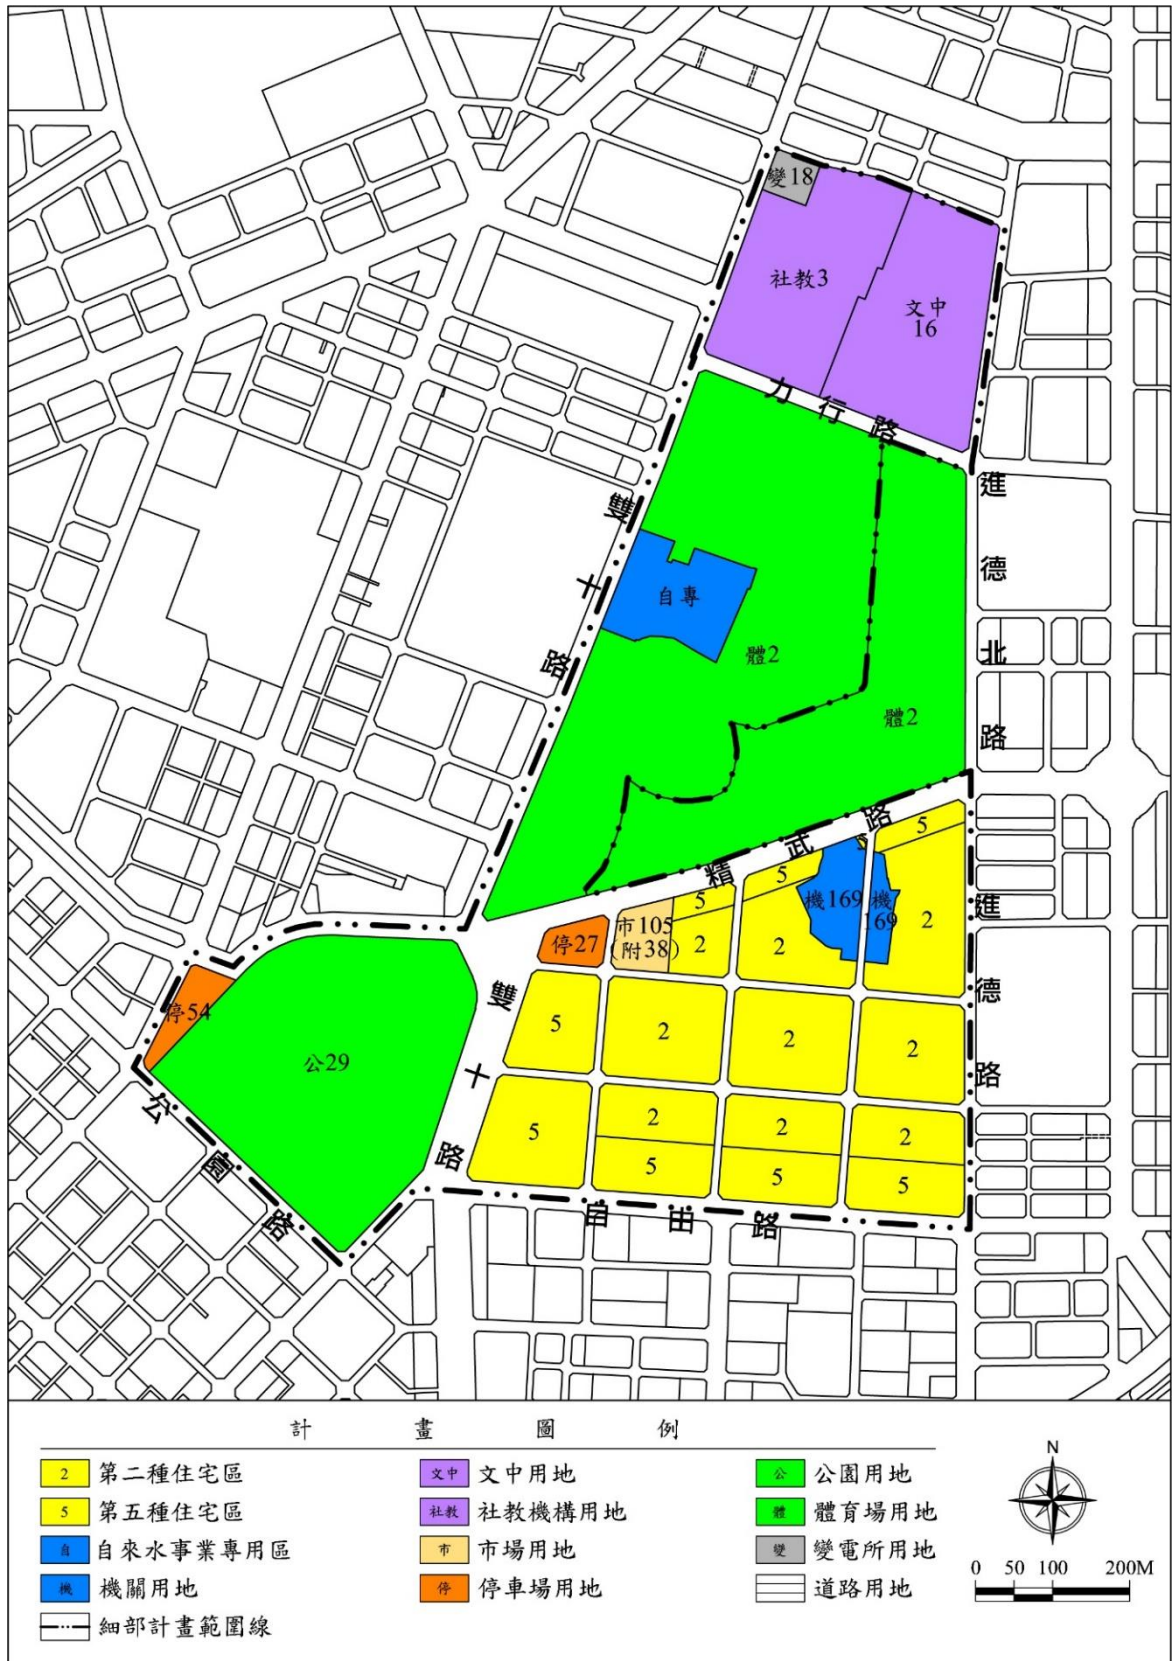 變18
社教3
文中
16
力行路
雙十路
進德北路
自專
體2
體2
精武路
5
5
5
5
機169
機
169
2
市105
(附38)
2
2
停27
停54
公29
雙十路
進德路
5
2
2
2
5
2
2
2
5
5
5
公園路
自由路
計畫圖例
2 第二種住宅區
5 第五種住宅區
自 自來水事業專用區
機 機關用地
細部計畫範圍線
文中 文中用地
社教 社教機構用地
市 市場用地
停 停車場用地
公 公園用地
體 體育場用地
變 變電所用地
道路用地
N
0 50 100 200M